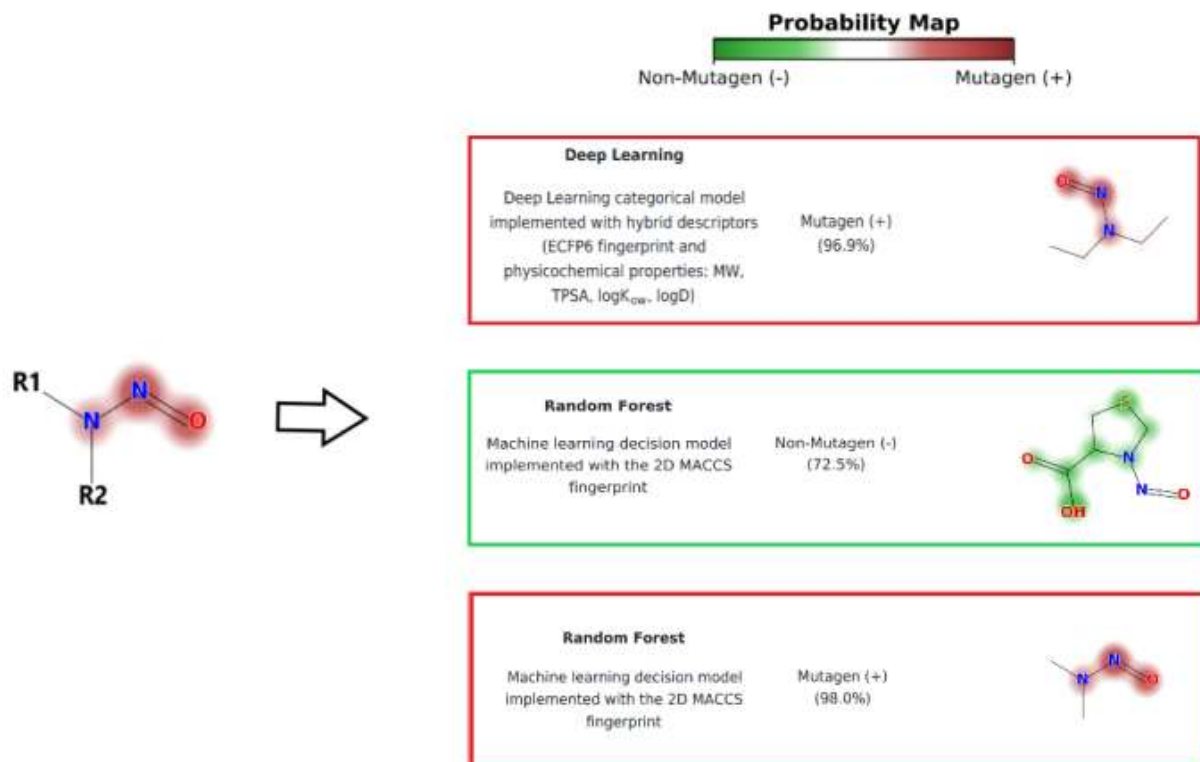 Probability Map
Non-Mutagen (-) Mutagen (+)
Deep Learning
Deep Learning categorical model
implemented with hybrid descriptors
(ECFP6 fingerprint and
physicochemical properties: MW,
TPSA, logKow, logD)
Mutagen (+)
(96.9%)
O
N
N
R1
N
N
O
R2
Random Forest
Machine learning decision model
implemented with the 2D MACCS
fingerprint
Non-Mutagen (-)
(72.5%)
S
O
N
N
O
OH
Random Forest
Machine learning decision model
implemented with the 2D MACCS
fingerprint
Mutagen (+)
(98.0%)
N
N
O